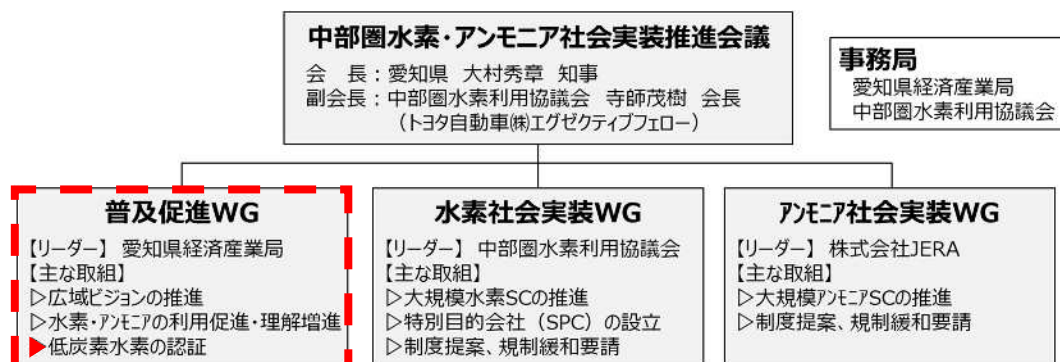 中部圏水素・アンモニア社会実装推進会議
会　長：愛知県　大村秀章　知事
副会長：中部圏水素利用協議会　寺師茂樹　会長
（トヨタ自動車㈱エグゼクティブフェロー）
事務局
愛知県経済産業局
中部圏水素利用協議会
普及促進WG
【リーダー】愛知県経済産業局
【主な取組】
▷広域ビジョンの推進
▷水素・アンモニアの利用促進・理解増進
▶低炭素水素の認証
水素社会実装WG
【リーダー】中部圏水素利用協議会
【主な取組】
▷大規模水素SCの推進
▷特別目的会社（SPC）の設立
▷制度提案、規制緩和要請
アンモニア社会実装WG
【リーダー】株式会社JERA
【主な取組】
▷大規模アンモニアSCの推進
▷制度提案、規制緩和要請